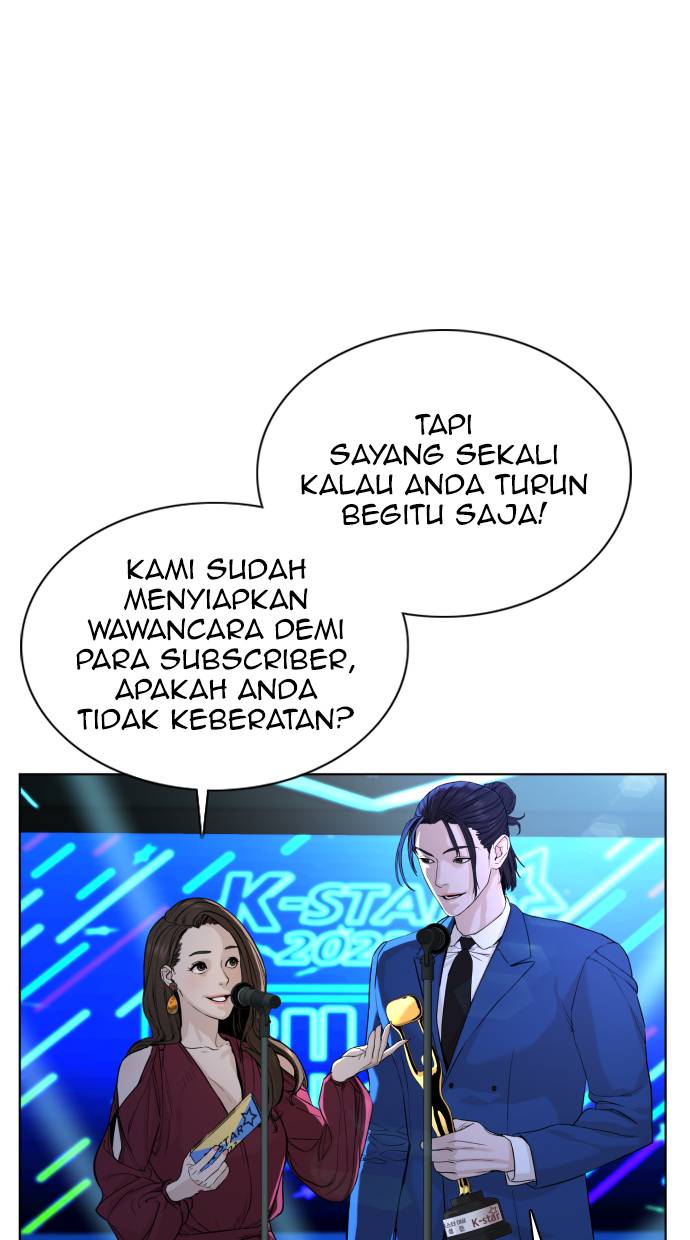 TAPI
SAYANG SEKALI
KALAU ANDA TURUN
BEGITU SAJA!
KAMI SUDAH
MENYIAPKAN
WAWANCARA DEMI
PARA SUBSCRIBER,
APAKAH ANDA
TIDAK KEBERATAN?
K-STAR
202
STAR
K-star